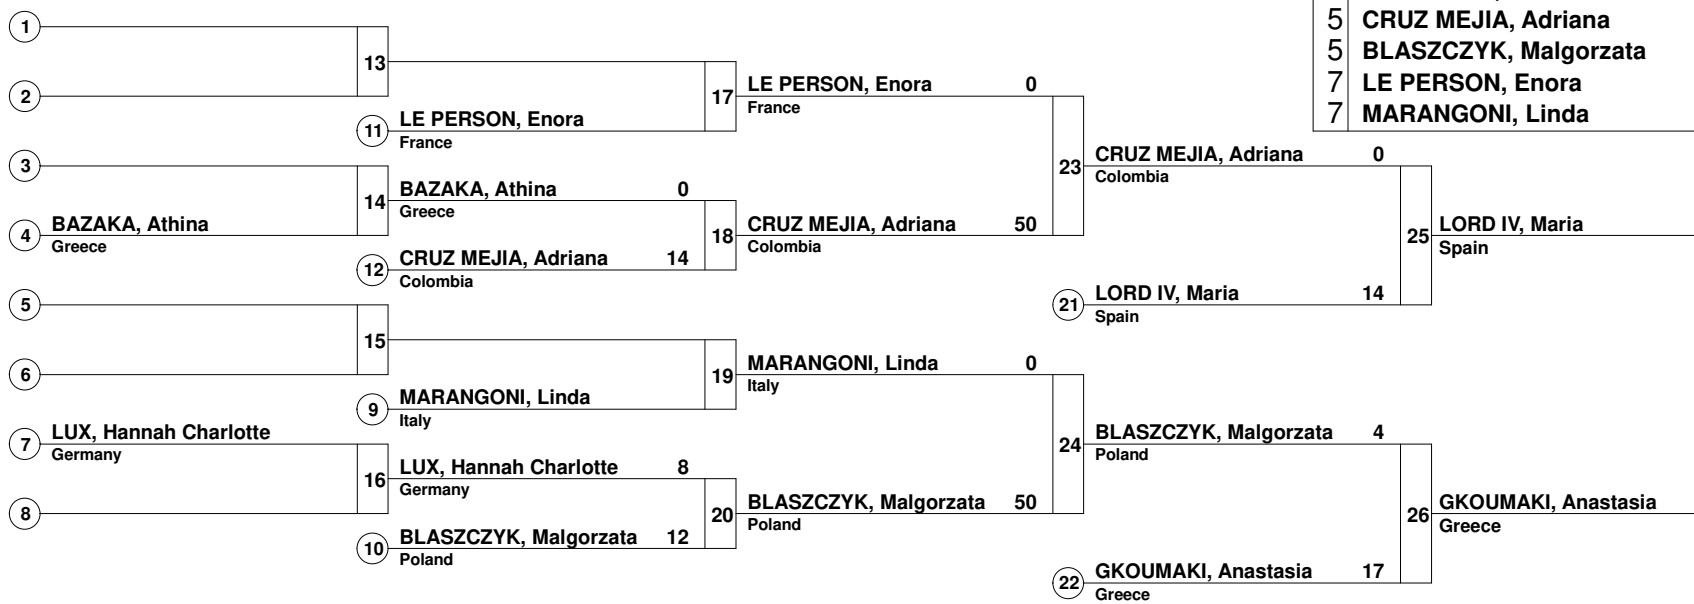 1
5 CRUZ MEJIA, Adriana
13
5 BLASZCZYK, Malgorzata
2
17 LE PERSON, Enora 0
France
7 LE PERSON, Enora
11 LE PERSON, Enora
France
7 MARANGONI, Linda
3
23 CRUZ MEJIA, Adriana 0
Colombia
14 BAZAKA, Athina 0
Greece
4 BAZAKA, Athina
Greece
18 CRUZ MEJIA, Adriana 50
Colombia
25 LORD IV, Maria
Spain
12 CRUZ MEJIA, Adriana 14
Colombia
5
21 LORD IV, Maria 14
Spain
15
6
19 MARANGONI, Linda 0
Italy
9 MARANGONI, Linda
Italy
7 LUX, Hannah Charlotte
Germany
24 BLASZCZYK, Malgorzata 4
Poland
16 LUX, Hannah Charlotte 8
Germany
8
20 BLASZCZYK, Malgorzata 50
Poland
26 GKOUMAKI, Anastasia
Greece
10 BLASZCZYK, Malgorzata 12
Poland
22 GKOUMAKI, Anastasia 17
Greece